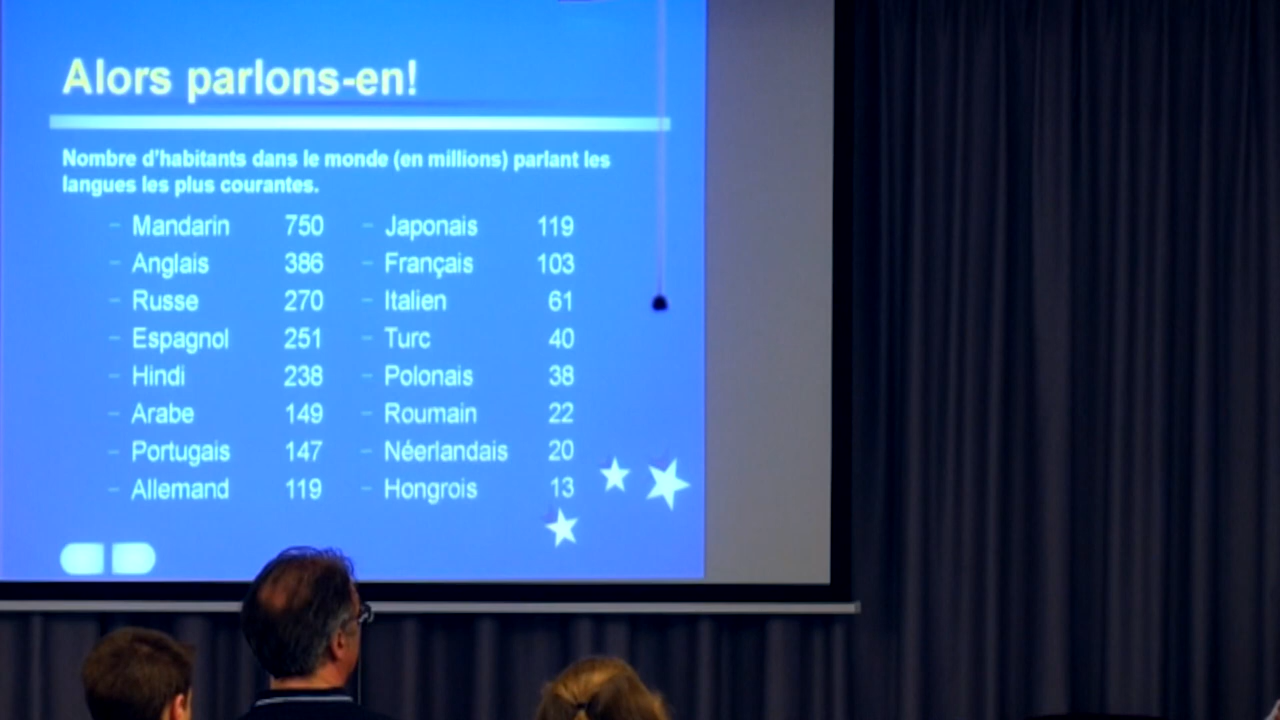 Alors parlons-en!
Nombre d'habitants dans le monde (en millions) parlant les
langues les plus courantes.
– Mandarin 750 – Japonais 119
– Anglais 386 – Français 103
– Russe 270 – Italien 61
– Espagnol 251 – Turc 40
– Hindi 238 – Polonais 38
– Arabe 149 – Roumain 22
– Portugais 147 – Néerlandais 20
– Allemand 119 – Hongrois 13